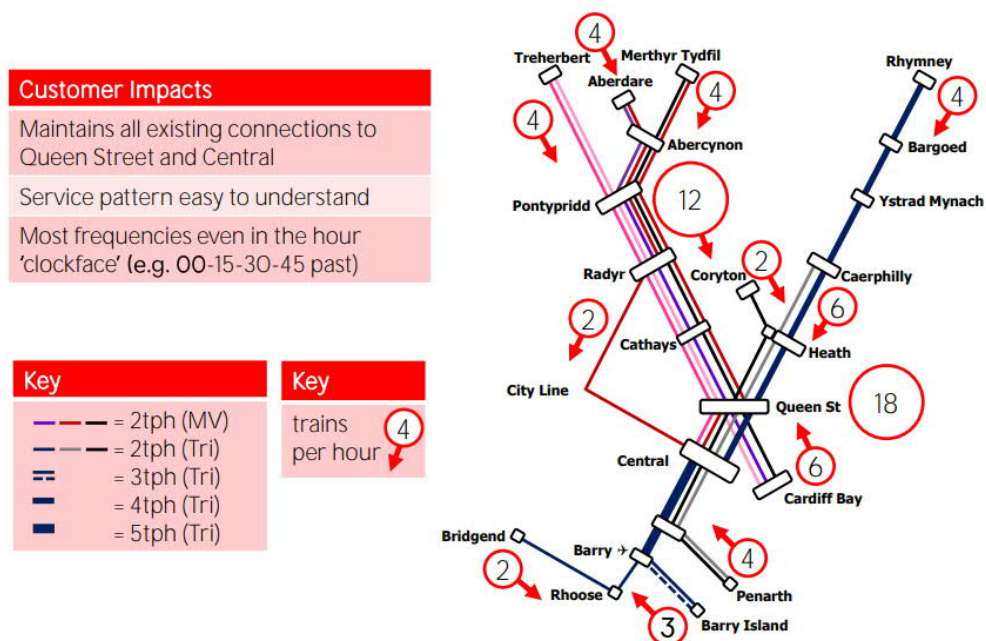 Customer Impacts
Maintains all existing connections to
Queen Street and Central
Service pattern easy to understand
Most frequencies even in the hour
'clockface' (e.g. 00-15-30-45 past)
Key
= 2tph (MV)
= 2tph (Tri)
= 3tph (Tri)
= 4tph (Tri)
= 5tph (Tri)
Key
trains
per hour
4
4
Treherbert
Merthyr Tydfil
Aberdare
Rhymney
4
4
4
Abercynon
Bargoed
Pontypridd
12
Ystrad Mynach
Radyr
Coryton
2
Caerphilly
2
6
Cathays
Heath
City Line
Queen St
18
Central
6
Cardiff Bay
Bridgend
Barry ✈
4
2
Rhoose
Penarth
3
Barry Island